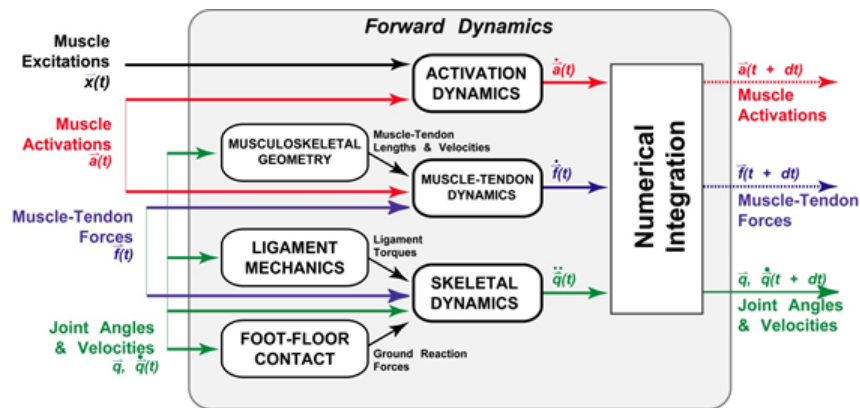 Forward Dynamics
Muscle
Excitations
x⃗(t)
ACTIVATION
DYNAMICS
ȧ⃗(t)
a⃗(t + dt)
Muscle
Activations
Muscle
Activations
a⃗(t)
MUSCULOSKELETAL
GEOMETRY
Muscle-Tendon
Lengths & Velocities
MUSCLE-TENDON
DYNAMICS
ḟ⃗(t)
Numerical
Integration
f⃗(t + dt)
Muscle-Tendon
Forces
Muscle-Tendon
Forces
f⃗(t)
LIGAMENT
MECHANICS
Ligament
Torques
SKELETAL
DYNAMICS
q̈⃗(t)
q⃗, q̇⃗(t + dt)
Joint Angles
& Velocities
Joint Angles
& Velocities
q⃗, q̇⃗(t)
FOOT-FLOOR
CONTACT
Ground Reaction
Forces